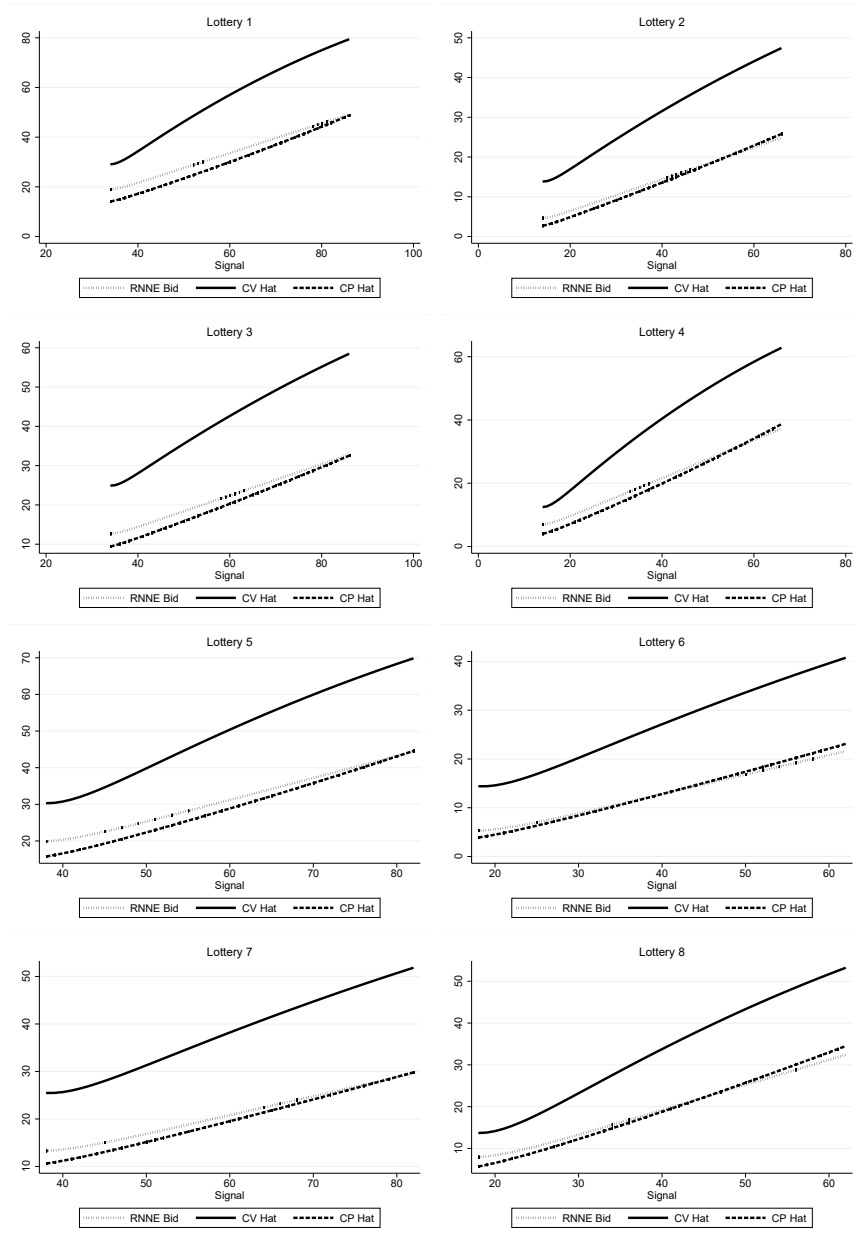 Lottery 1
80
60
40
20
0
20 40 60 80 100
Signal
RNNE Bid CV Hat CP Hat
Lottery 2
50
40
30
20
10
0
0 20 40 60 80
Signal
RNNE Bid CV Hat CP Hat
Lottery 3
60
50
40
30
20
10
20 40 60 80 100
Signal
RNNE Bid CV Hat CP Hat
Lottery 4
60
40
20
0
0 20 40 60 80
Signal
RNNE Bid CV Hat CP Hat
Lottery 5
70
60
50
40
30
20
40 50 60 70 80
Signal
RNNE Bid CV Hat CP Hat
Lottery 6
40
30
20
10
0
20 30 40 50 60
Signal
RNNE Bid CV Hat CP Hat
Lottery 7
50
40
30
20
10
40 50 60 70 80
Signal
RNNE Bid CV Hat CP Hat
Lottery 8
50
40
30
20
10
20 30 40 50 60
Signal
RNNE Bid CV Hat CP Hat